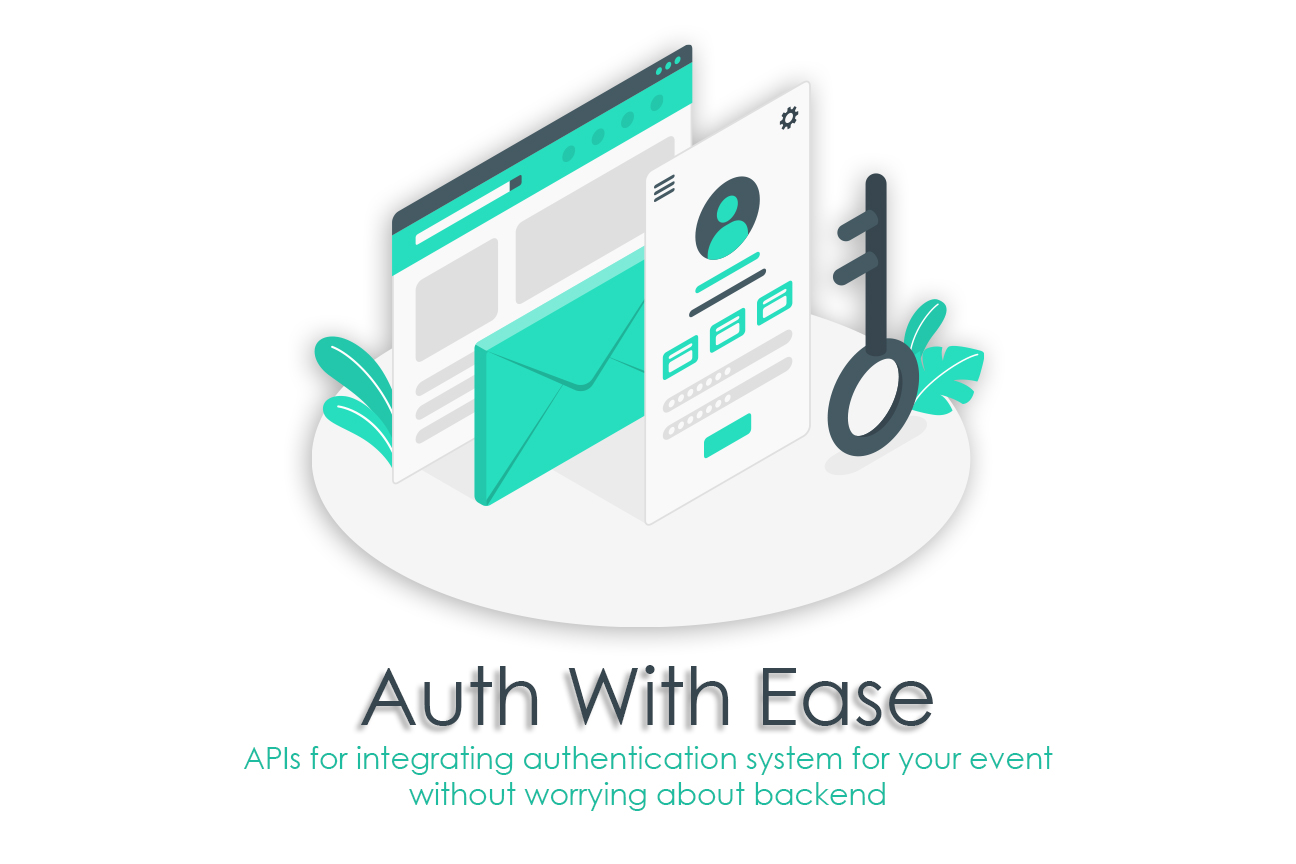 Auth With Ease
APIs for integrating authentication system for your event
without worrying about backend